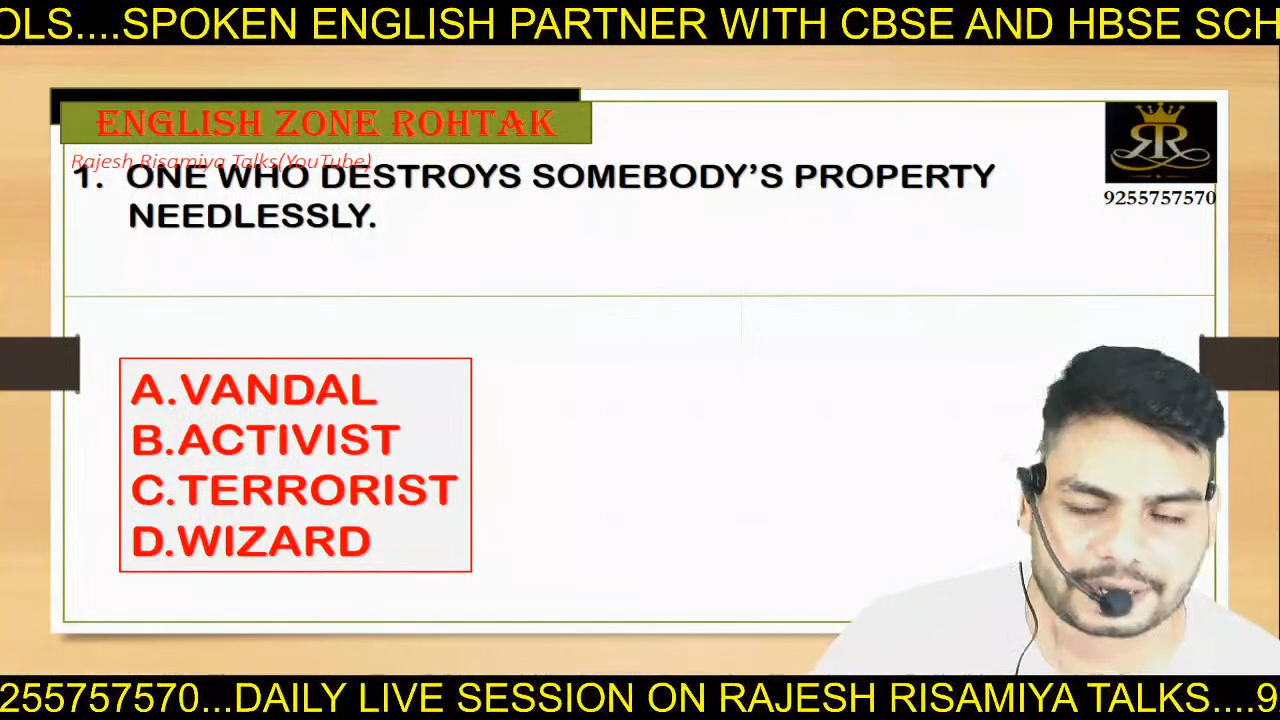 OLS....SPOKEN ENGLISH PARTNER WITH CBSE AND HBSE SCH
ENGLISH ZONE ROHTAK
Rajesh Risamiya Talks(YouTube)
1. ONE WHO DESTROYS SOMEBODY’S PROPERTY
NEEDLESSLY.
RR
9255757570
A.VANDAL
B.ACTIVIST
C.TERRORIST
D.WIZARD
255757570...DAILY LIVE SESSION ON RAJESH RISAMIYA TALKS....9